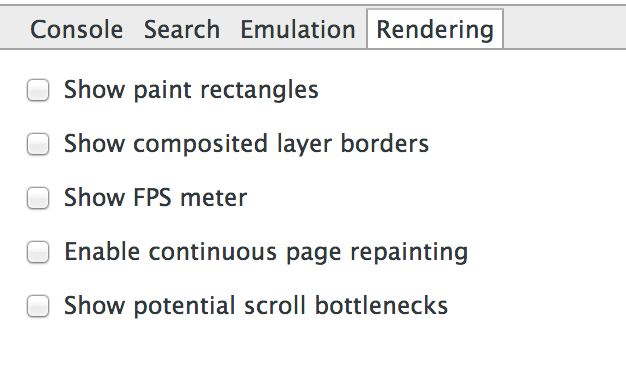 Console Search Emulation Rendering
Show paint rectangles
Show composited layer borders
Show FPS meter
Enable continuous page repainting
Show potential scroll bottlenecks